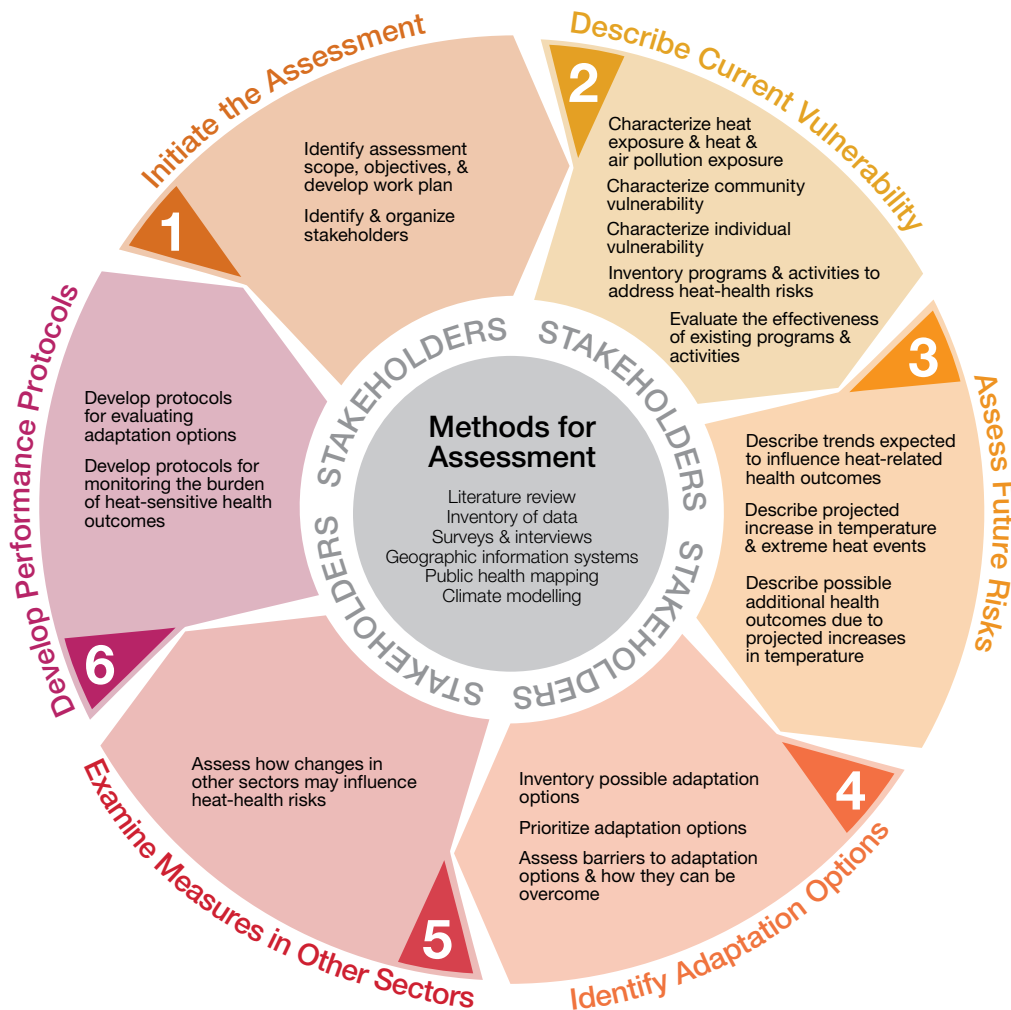 Initiate the Assessment
1
Identify assessment
scope, objectives, &
develop work plan
Identify & organize
stakeholders
Describe Current Vulnerability
2
Characterize heat
exposure & heat &
air pollution exposure
Characterize community
vulnerability
Characterize individual
vulnerability
Inventory programs & activities to
address heat-health risks
Evaluate the effectiveness
of existing programs &
activities
Assess Future Risks
3
Describe trends expected
to influence heat-related
health outcomes
Describe projected
increase in temperature
& extreme heat events
Describe possible
additional health
outcomes due to
projected increases
in temperature
Identify Adaptation Options
4
Inventory possible adaptation
options
Prioritize adaptation options
Assess barriers to adaptation
options & how they can be
overcome
Examine Measures in Other Sectors
5
Assess how changes in
other sectors may influence
heat-health risks
Develop Performance Protocols
6
Develop protocols
for evaluating
adaptation options
Develop protocols for
monitoring the burden
of heat-sensitive health
outcomes
STAKEHOLDERS
STAKEHOLDERS
STAKEHOLDERS
STAKEHOLDERS
Methods for
Assessment
Literature review
Inventory of data
Surveys & interviews
Geographic information systems
Public health mapping
Climate modelling